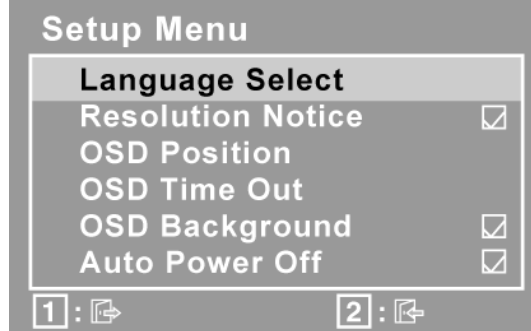 Setup Menu
Language Select
Resolution Notice
OSD Position
OSD Time Out
OSD Background
Auto Power Off
1 : 2 :